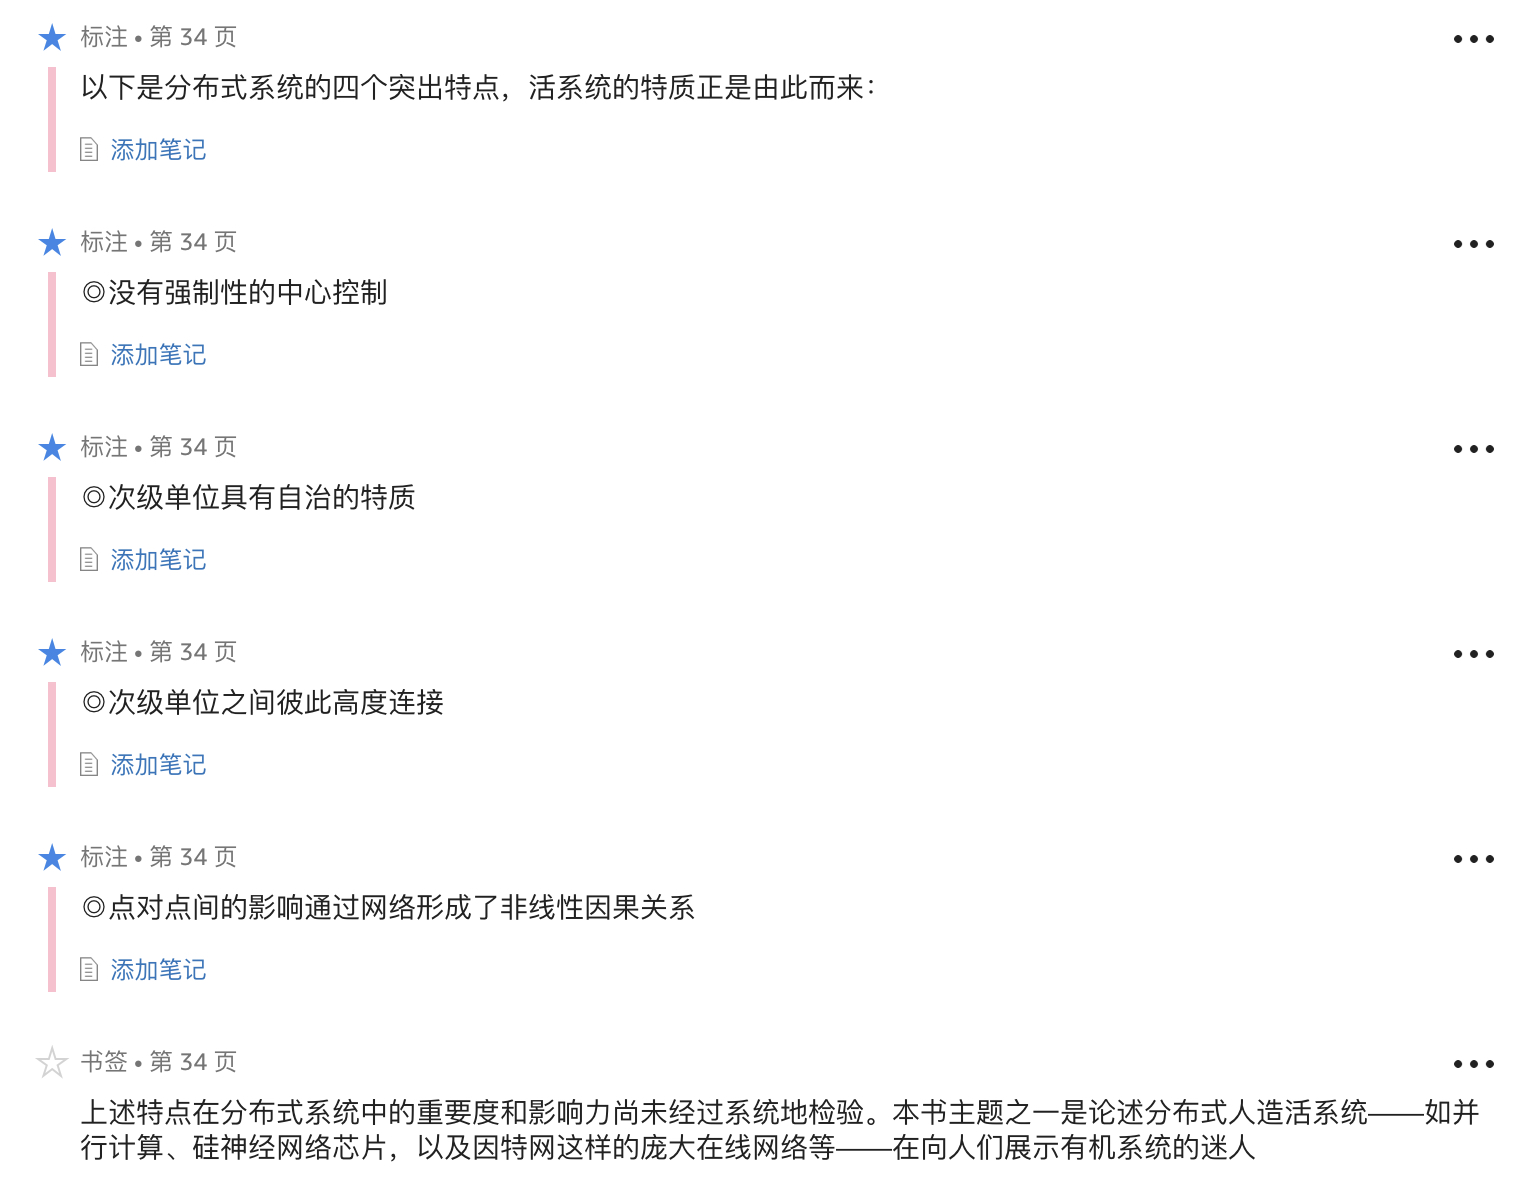 标注 • 第 34 页
以下是分布式系统的四个突出特点，活系统的特质正是由此而来：
添加笔记
标注 • 第 34 页
◎没有强制性的中心控制
添加笔记
标注 • 第 34 页
◎次级单位具有自治的特质
添加笔记
标注 • 第 34 页
◎次级单位之间彼此高度连接
添加笔记
标注 • 第 34 页
◎点对点间的影响通过网络形成了非线性因果关系
添加笔记
书签 • 第 34 页
上述特点在分布式系统中的重要度和影响力尚未经过系统地检验。本书主题之一是论述分布式人造活系统——如并
行计算、硅神经网络芯片，以及因特网这样的庞大在线网络等——在向人们展示有机系统的迷人